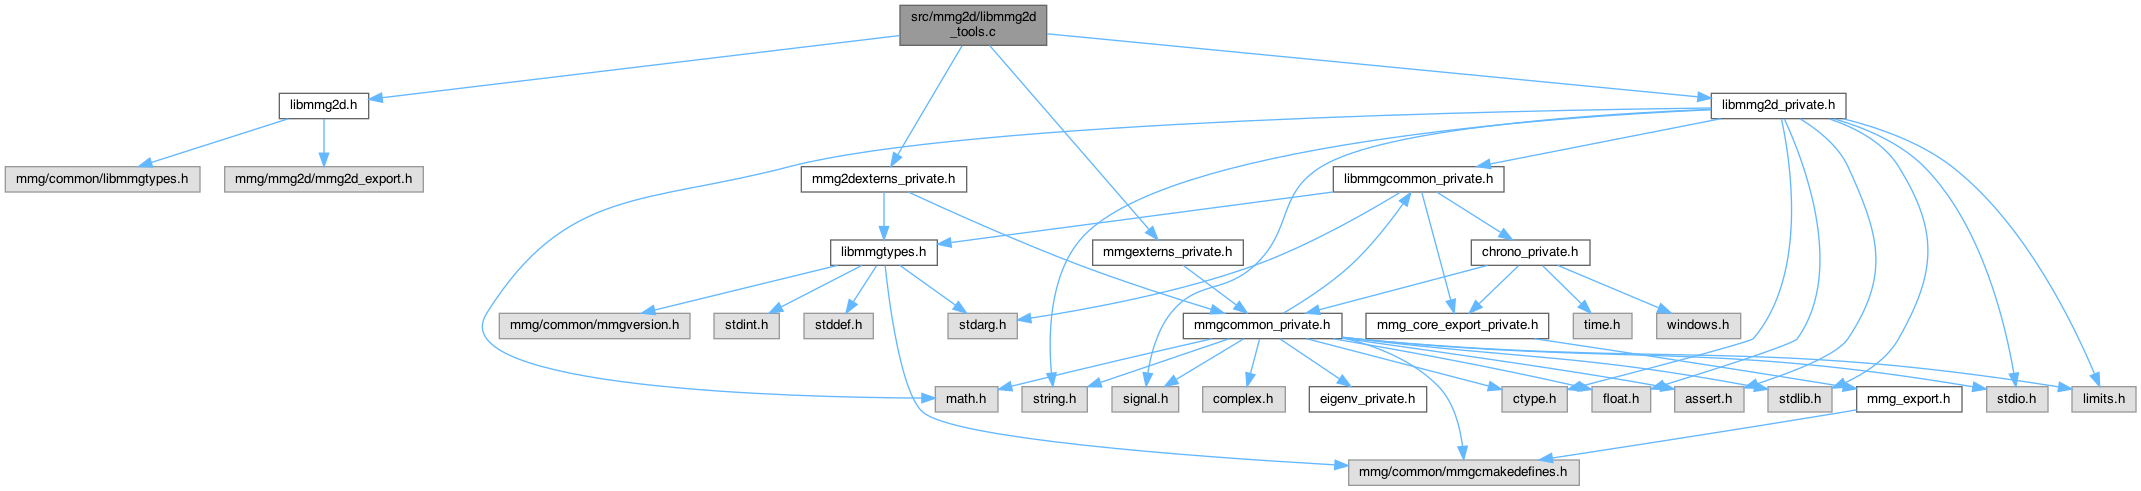 src/mmg2d/libmmg2d
_tools.c
libmmg2d.h
libmmg2d_private.h
mmg/common/libmmgtypes.h
mmg/mmg2d/mmg2d_export.h
mmg2dexterns_private.h
libmmgcommon_private.h
libmmgtypes.h
mmgexterns_private.h
chrono_private.h
mmg/common/mmgversion.h
stdint.h
stddef.h
stdarg.h
mmgcommon_private.h
mmg_core_export_private.h
time.h
windows.h
math.h
string.h
signal.h
complex.h
eigenv_private.h
ctype.h
float.h
assert.h
stdlib.h
mmg_export.h
stdio.h
limits.h
mmg/common/mmgcmakedefines.h